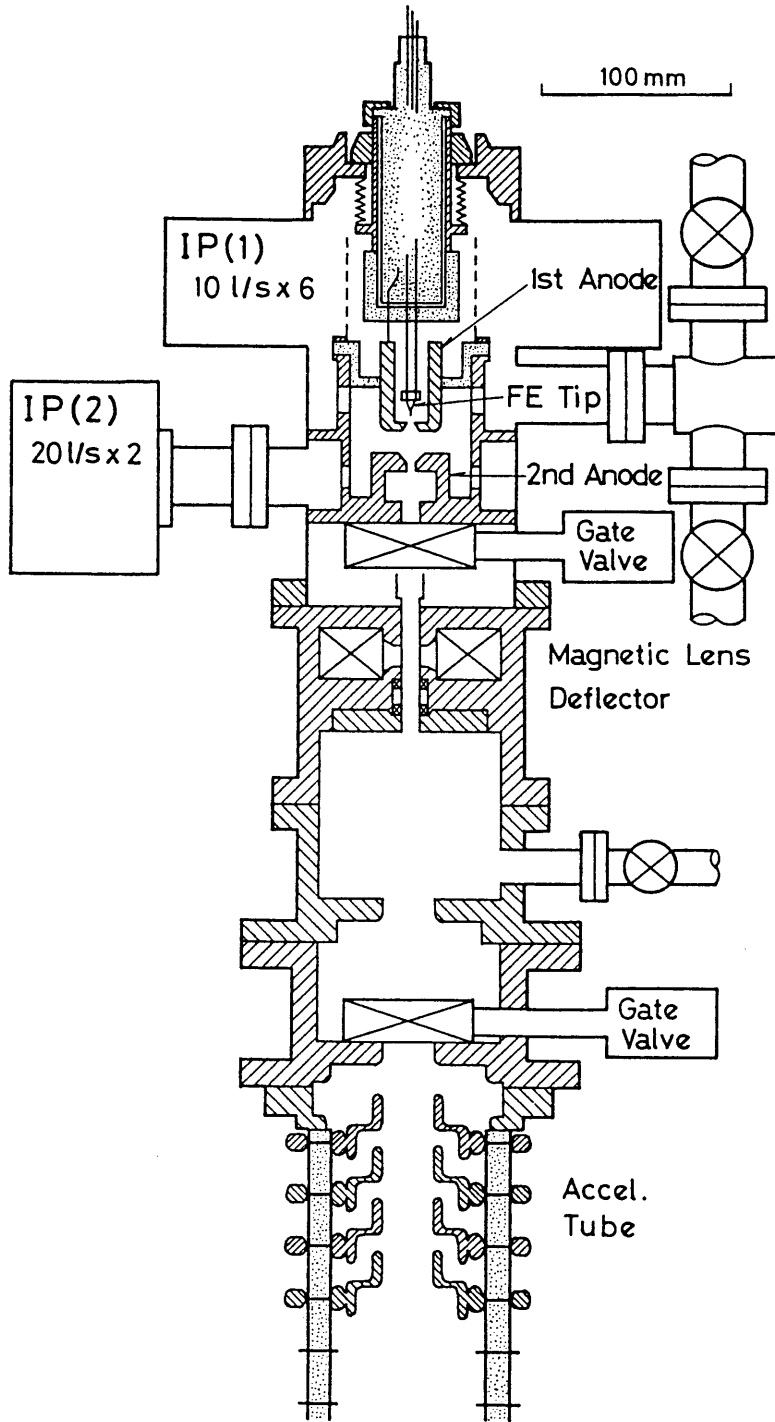 100 mm
IP(1)
10 l/s x 6
1st Anode
FE Tip
IP(2)
20 l/s x 2
2nd Anode
Gate
Valve
Magnetic Lens
Deflector
Gate
Valve
Accel.
Tube